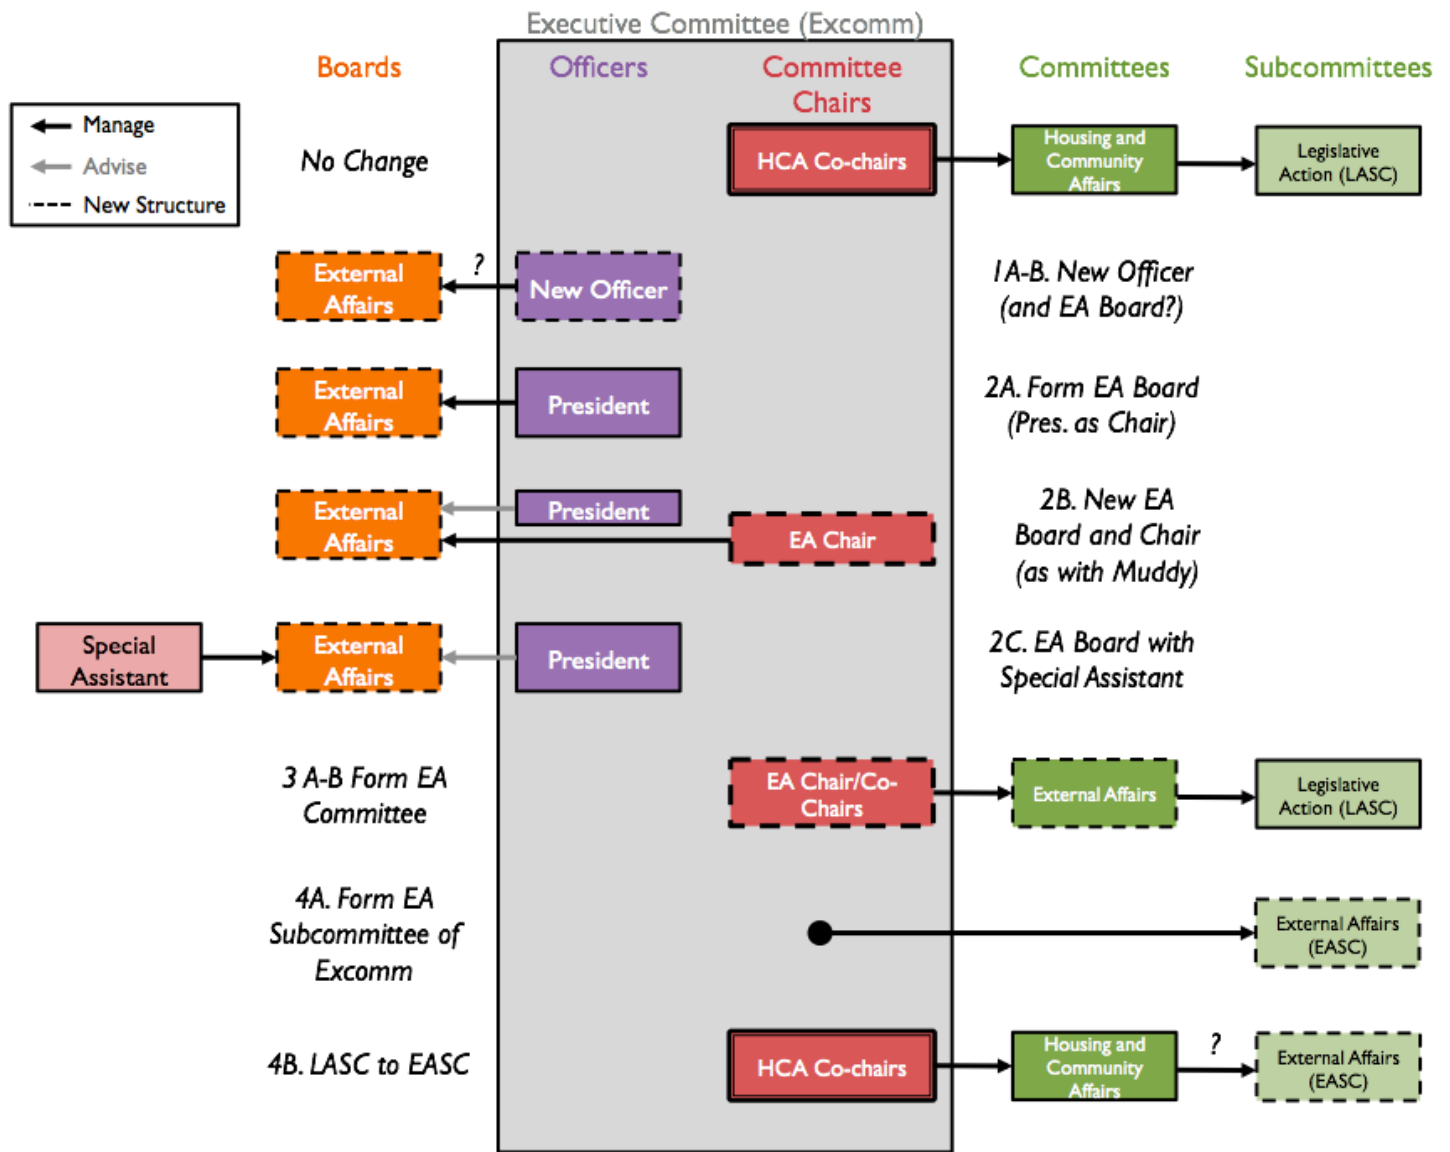 Executive Committee (Excomm)
Boards
Officers
Committee
Chairs
Committees
Subcommittees
Manage
Advise
New Structure
No Change
HCA Co-chairs
Housing and
Community
Affairs
Legislative
Action (LASC)
External
Affairs
?
New Officer
1A-B. New Officer
(and EA Board?)
External
Affairs
President
2A. Form EA Board
(Pres. as Chair)
External
Affairs
President
EA Chair
2B. New EA
Board and Chair
(as with Muddy)
Special
Assistant
External
Affairs
President
2C. EA Board with
Special Assistant
3 A-B Form EA
Committee
EA Chair/Co-
Chairs
External Affairs
Legislative
Action (LASC)
4A. Form EA
Subcommittee of
Excomm
External Affairs
(EASC)
4B. LASC to EASC
HCA Co-chairs
Housing and
Community
Affairs
?
External Affairs
(EASC)